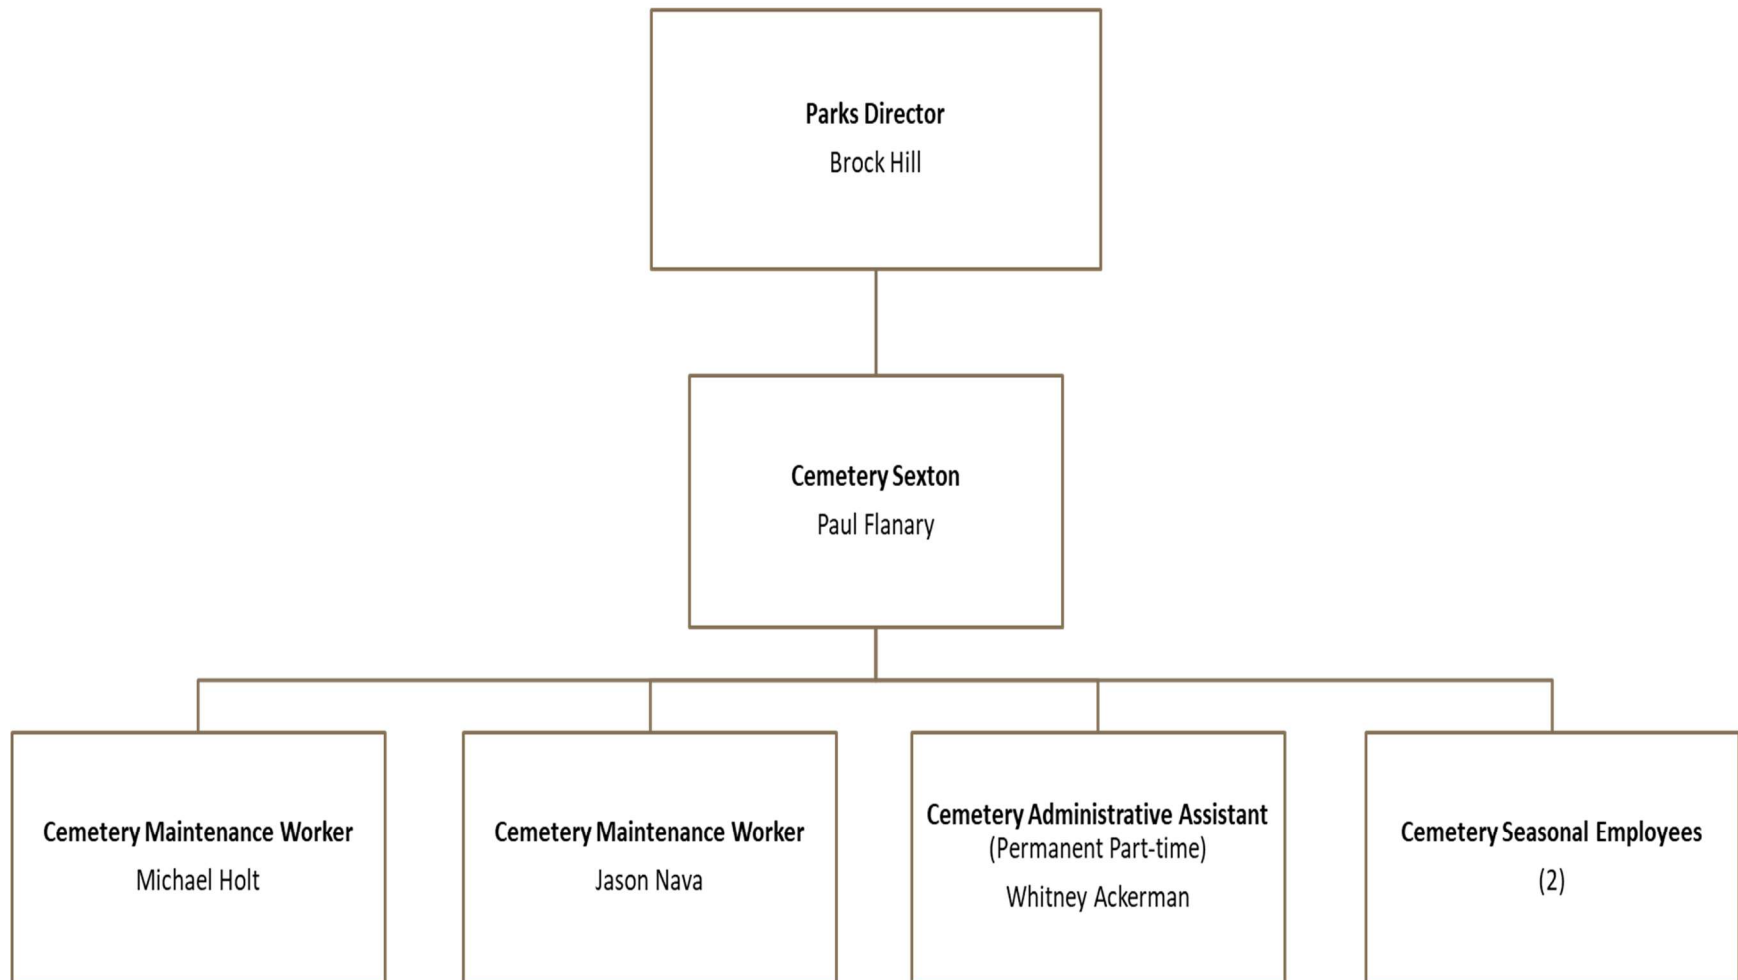 Parks Director
Brock Hill
Cemetery Sexton
Paul Flanary
Cemetery Maintenance Worker
Michael Holt
Cemetery Maintenance Worker
Jason Nava
Cemetery Administrative Assistant
(Permanent Part-time)
Whitney Ackerman
Cemetery Seasonal Employees
(2)